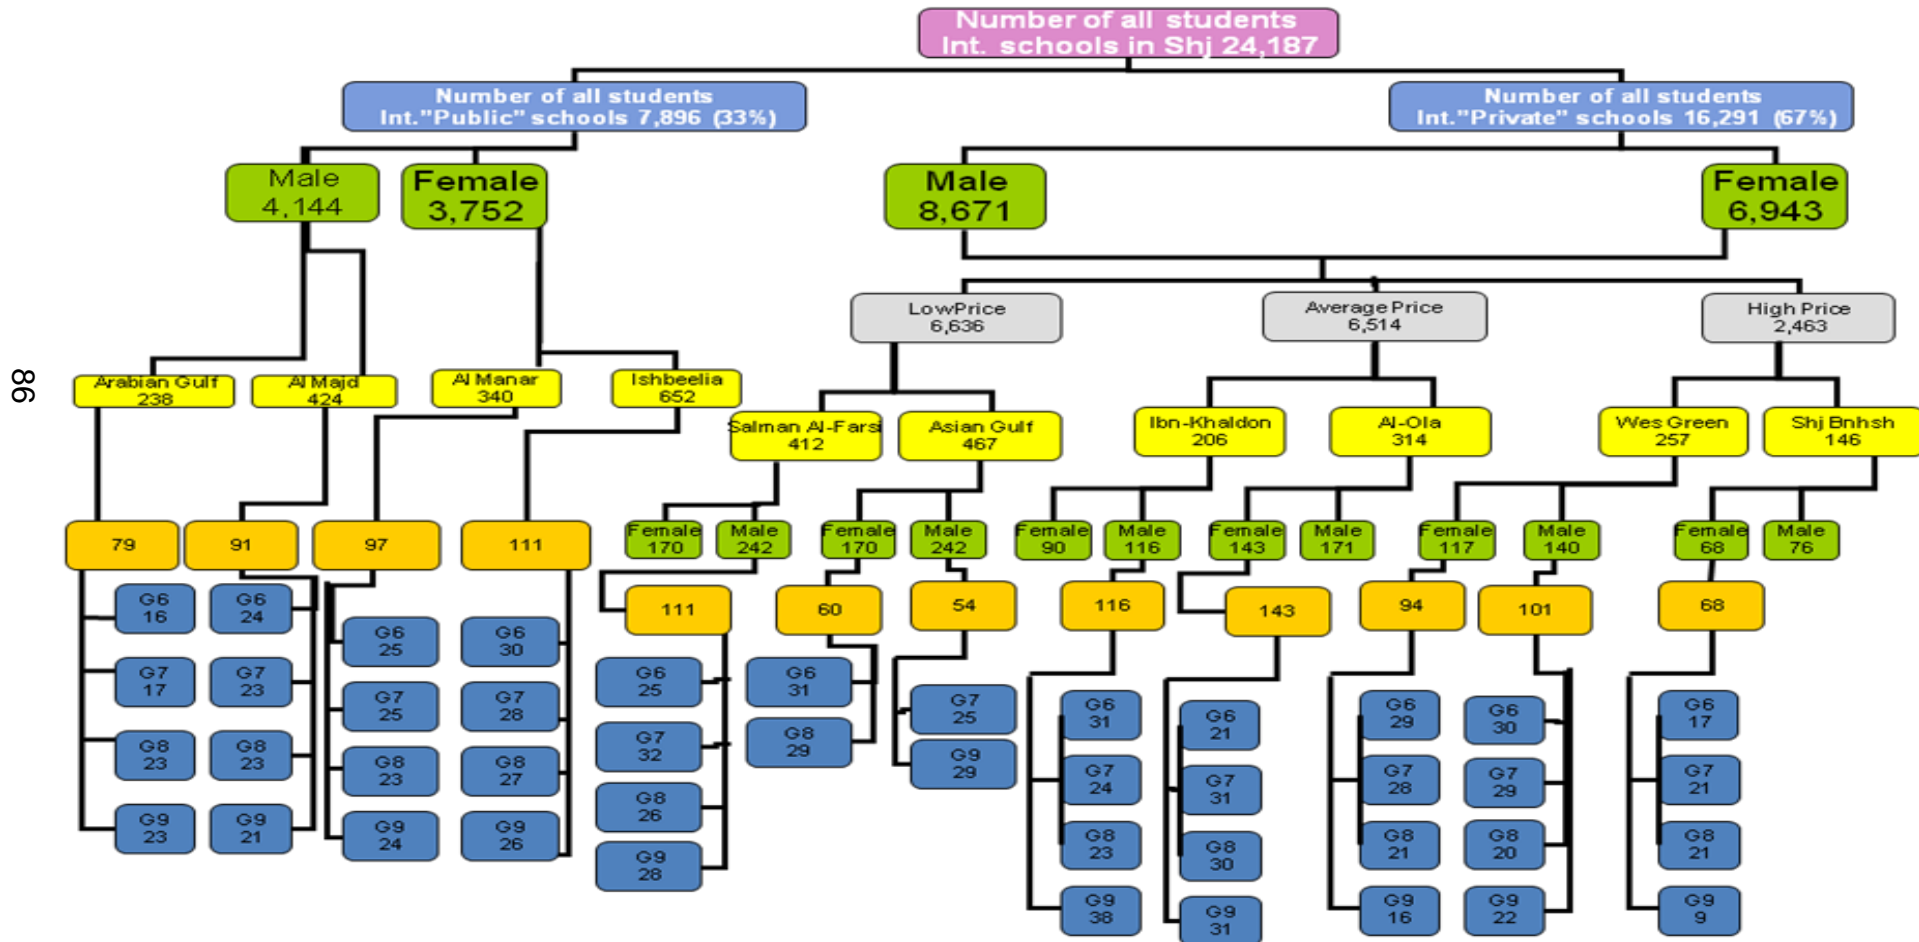 Number of all students
Int. schools in Shj 24,187
Number of all students
Int."Public" schools 7,896 (33%)
Number of all students
Int."Private" schools 16,291 (67%)
Male
4,144
Female
3,752
Male
8,671
Female
6,943
LowPrice
6,636
Average Price
6,514
High Price
2,463
86
Arabian Gulf
238
Al Majd
424
Al Manar
340
Ishbeelia
652
Salman Al-Farsi
412
Asian Gulf
467
Ibn-Khaldon
206
Al-Ola
314
Wes Green
257
Shj Bnhsh
146
79
91
97
111
Female
170
Male
242
Female
170
Male
242
Female
90
Male
116
Female
143
Male
171
Female
117
Male
140
Female
68
Male
76
111
60
54
116
143
94
101
68
G6
16
G7
17
G8
23
G9
23
G6
24
G7
23
G8
23
G9
21
G6
25
G7
25
G8
23
G9
24
G6
30
G7
28
G8
27
G9
26
G6
25
G7
32
G8
26
G9
28
G6
31
G8
29
G7
25
G9
29
G6
31
G7
24
G8
23
G9
38
G6
21
G7
31
G8
30
G9
31
G6
29
G7
28
G8
21
G9
16
G6
30
G7
29
G8
20
G9
22
G6
17
G7
21
G8
21
G9
9